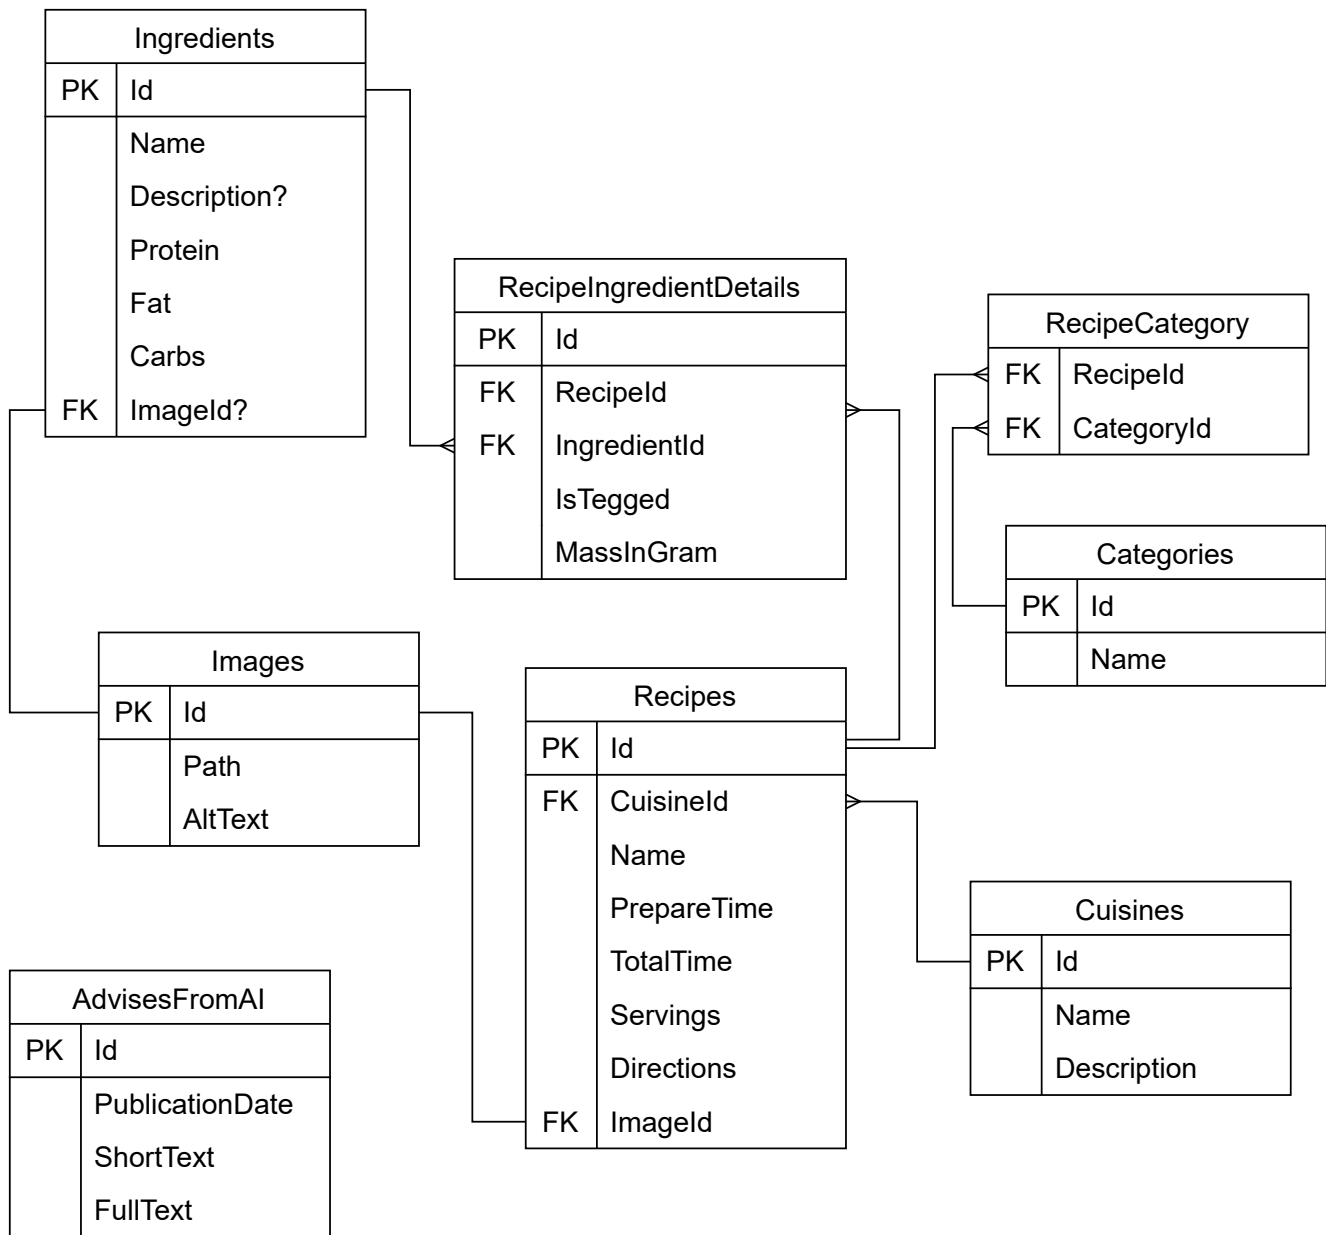 Ingredients
PK Id
Name
Description?
Protein
Fat
Carbs
FK ImageId?
RecipeIngredientDetails
PK Id
FK RecipeId
FK IngredientId
IsTegged
MassInGram
RecipeCategory
FK RecipeId
FK CategoryId
Categories
PK Id
Name
Images
PK Id
Path
AltText
Recipes
PK Id
FK CuisineId
Name
PrepareTime
TotalTime
Servings
Directions
FK ImageId
Cuisines
PK Id
Name
Description
AdvisesFromAI
PK Id
PublicationDate
ShortText
FullText